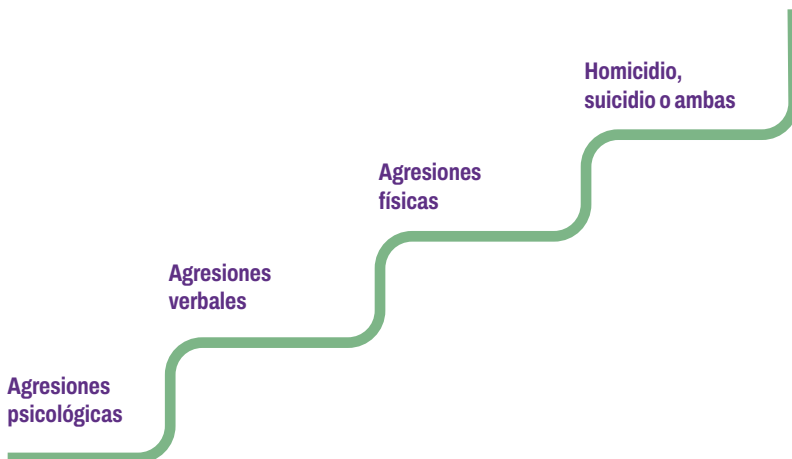 Homicidio,
suicidio o ambas
Agresiones
físicas
Agresiones
verbales
Agresiones
psicológicas